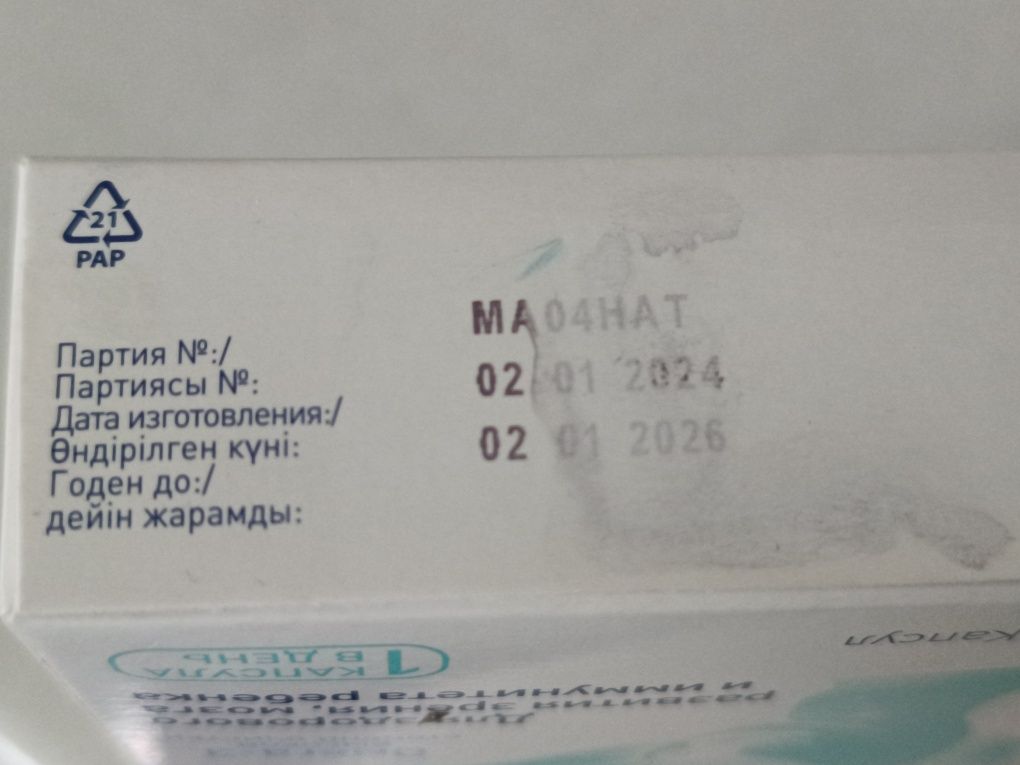 21
PAP
MA04HAT
02 01 2024
02 01 2026
Партия №:/
Партиясы №:
Дата изготовления:/
Өндірілген күні:
Годен до:/
дейін жарамды:
капсул
1 КАПСУЛА
В ДЕНЬ
Для здорового
развития зрения, мозга
и иммунитета ребенка